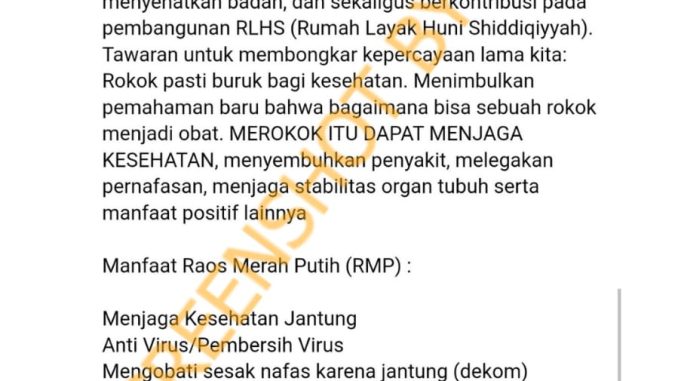 menyehatkan badan, dan sekaligus berkontribusi pada
pembangunan RLHS (Rumah Layak Huni Shiddiqiyyah).
Tawaran untuk membongkar kepercayaan lama kita:
Rokok pasti buruk bagi kesehatan. Menimbulkan
pemahaman baru bahwa bagaimana bisa sebuah rokok
menjadi obat. MEROKOK ITU DAPAT MENJAGA
KESEHATAN, menyembuhkan penyakit, melegakan
pernafasan, menjaga stabilitas organ tubuh serta
manfaat positif lainnya
Manfaat Raos Merah Putih (RMP) :
Menjaga Kesehatan Jantung
Anti Virus/Pembersih Virus
Mengobati sesak nafas karena jantung (dekom)
REENSHOT BY